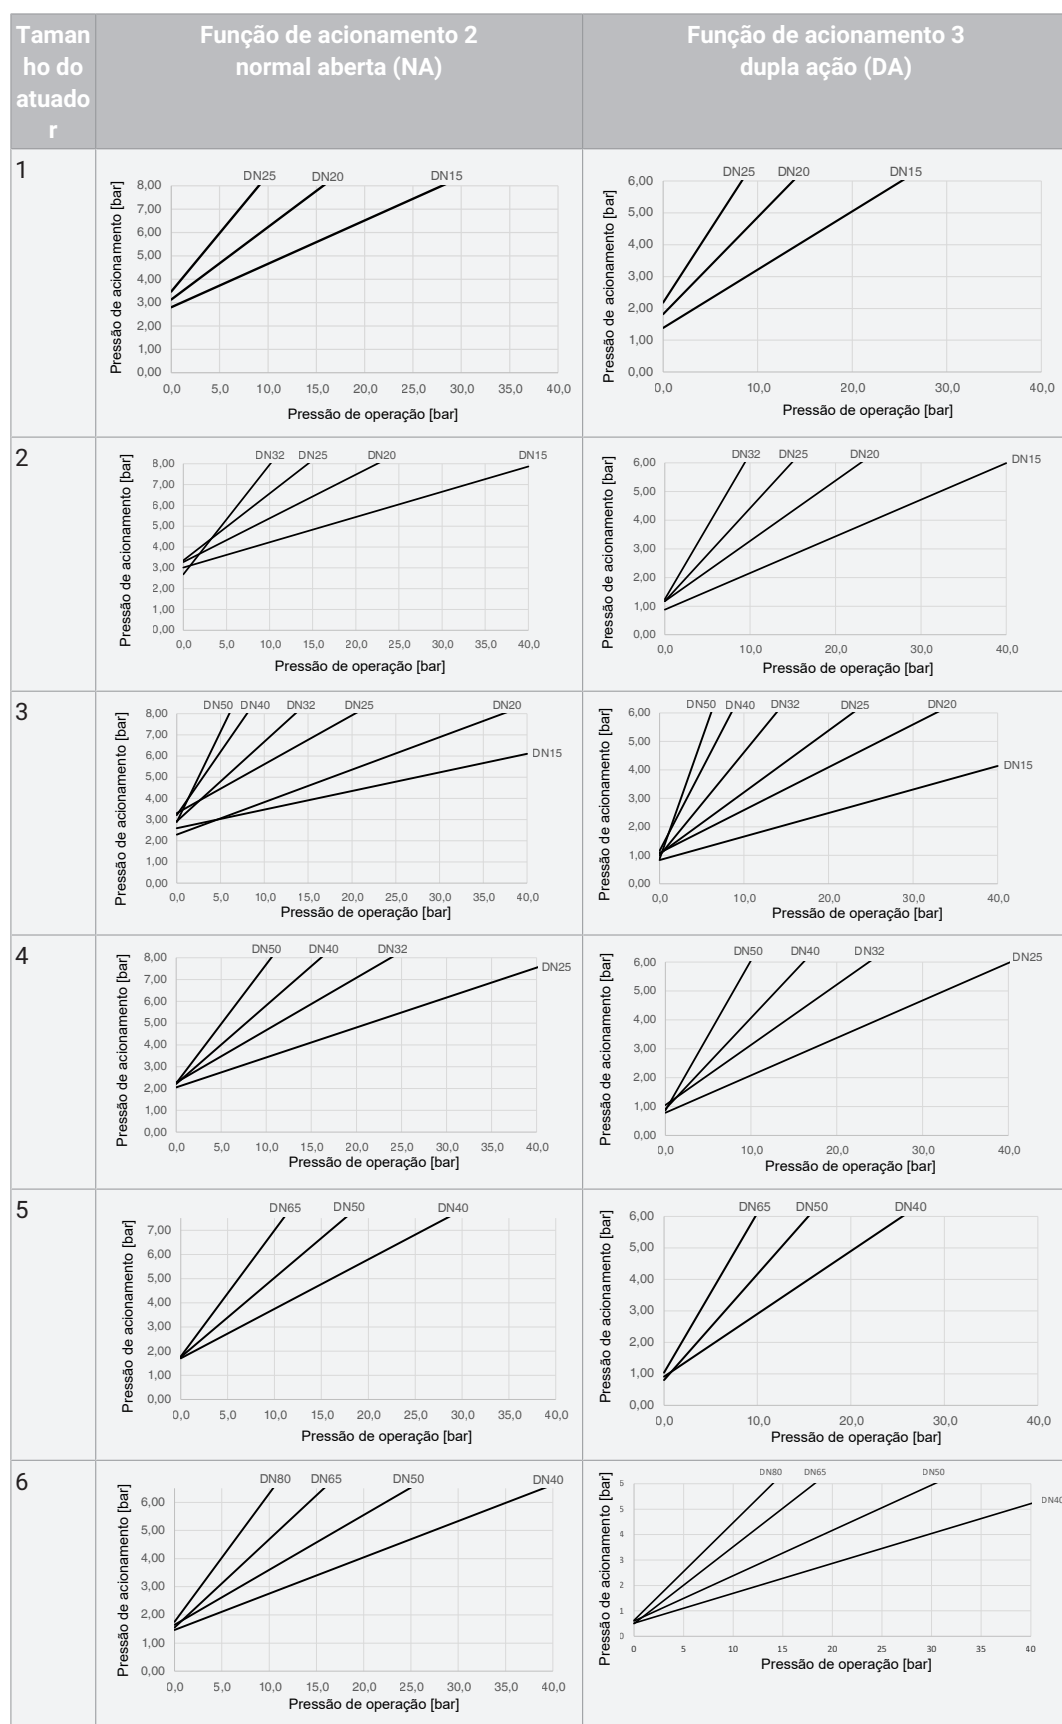 Taman
ho do
atuado
r
Função de acionamento 2
normal aberta (NA)
Função de acionamento 3
dupla ação (DA)
1
Pressão de acionamento [bar]
DN25 DN20 DN15
8,00
7,00
6,00
5,00
4,00
3,00
2,00
1,00
0,00
0,0 5,0 10,0 15,0 20,0 25,0 30,0 35,0 40,0
Pressão de operação [bar]
Pressão de acionamento [bar]
DN25 DN20 DN15
6,00
5,00
4,00
3,00
2,00
1,00
0,00
0,0 10,0 20,0 30,0 40,0
Pressão de operação [bar]
2
Pressão de acionamento [bar]
DN32 DN25 DN20 DN15
8,00
7,00
6,00
5,00
4,00
3,00
2,00
1,00
0,00
0,0 5,0 10,0 15,0 20,0 25,0 30,0 35,0 40,0
Pressão de operação [bar]
Pressão de acionamento [bar]
DN32 DN25 DN20 DN15
6,00
5,00
4,00
3,00
2,00
1,00
0,00
0,0 10,0 20,0 30,0 40,0
Pressão de operação [bar]
3
Pressão de acionamento [bar]
DN50 DN40 DN32 DN25 DN20
DN15
8,00
7,00
6,00
5,00
4,00
3,00
2,00
1,00
0,00
0,0 5,0 10,0 15,0 20,0 25,0 30,0 35,0 40,0
Pressão de operação [bar]
Pressão de acionamento [bar]
DN50 DN40 DN32 DN25 DN20
DN15
6,00
5,00
4,00
3,00
2,00
1,00
0,00
0,0 10,0 20,0 30,0 40,0
Pressão de operação [bar]
4
Pressão de acionamento [bar]
DN50 DN40 DN32
DN25
8,00
7,00
6,00
5,00
4,00
3,00
2,00
1,00
0,00
0,0 5,0 10,0 15,0 20,0 25,0 30,0 35,0 40,0
Pressão de operação [bar]
Pressão de acionamento [bar]
DN50 DN40 DN32 DN25
6,00
5,00
4,00
3,00
2,00
1,00
0,00
0,0 10,0 20,0 30,0 40,0
Pressão de operação [bar]
5
Pressão de acionamento [bar]
DN65 DN50 DN40
7,00
6,00
5,00
4,00
3,00
2,00
1,00
0,00
0,0 5,0 10,0 15,0 20,0 25,0 30,0 35,0 40,0
Pressão de operação [bar]
Pressão de acionamento [bar]
DN65 DN50 DN40
6,00
5,00
4,00
3,00
2,00
1,00
0,00
0,0 10,0 20,0 30,0 40,0
Pressão de operação [bar]
6
Pressão de acionamento [bar]
DN80 DN65 DN50 DN40
6,00
5,00
4,00
3,00
2,00
1,00
0,00
0,0 5,0 10,0 15,0 20,0 25,0 30,0 35,0 40,0
Pressão de operação [bar]
Pressão de acionamento [bar]
DN80 DN65 DN50
DN40
6
5
4
3
2
1
0
0 5 10 15 20 25 30 35 40
Pressão de operação [bar]